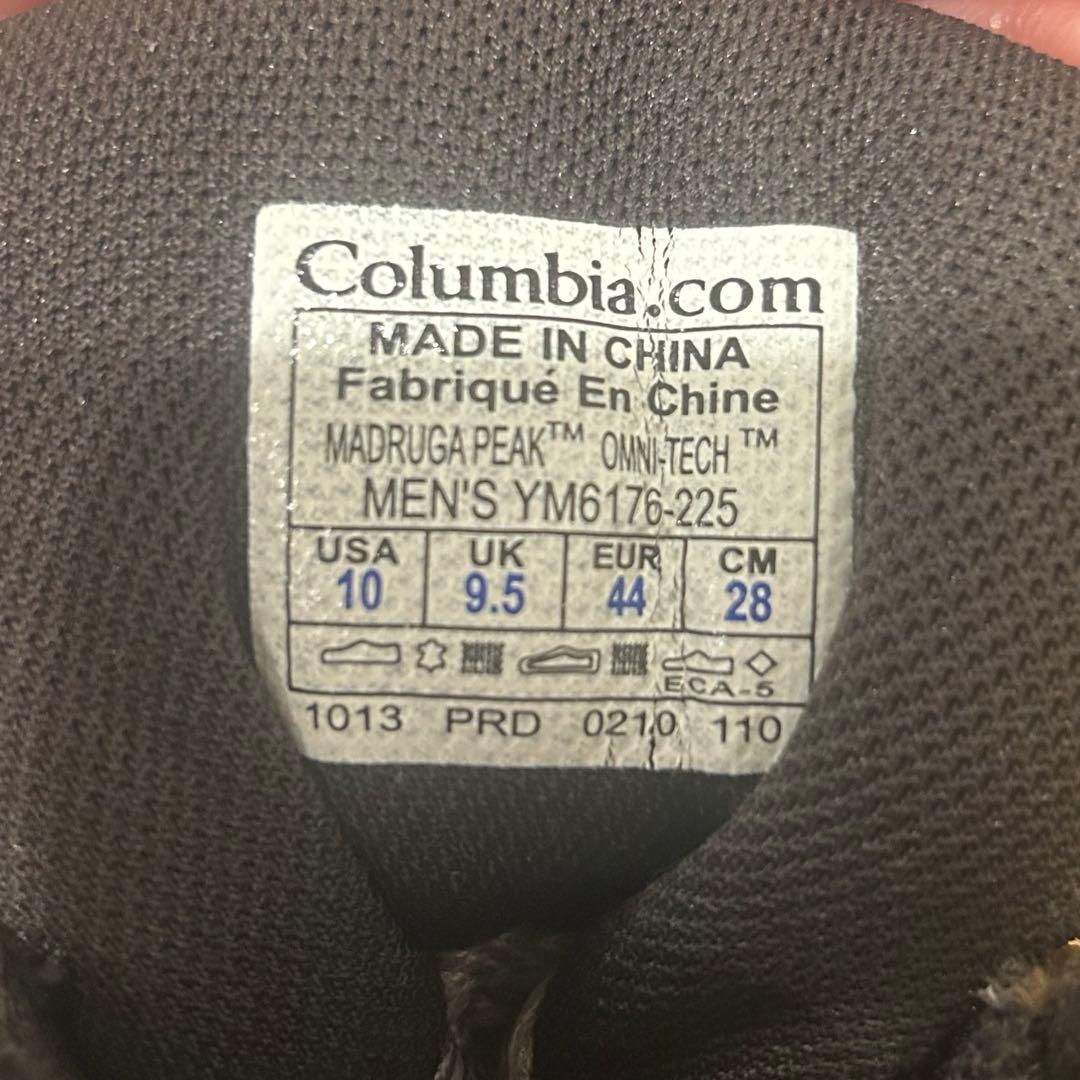 Columbia.com
MADE IN CHINA
Fabriqué En Chine
MADRUGA PEAK™ OMNI-TECH™
MEN'S YM6176-225
USA UK EUR CM
10 9.5 44 28
ECA-5
1013 PRD 0210 110